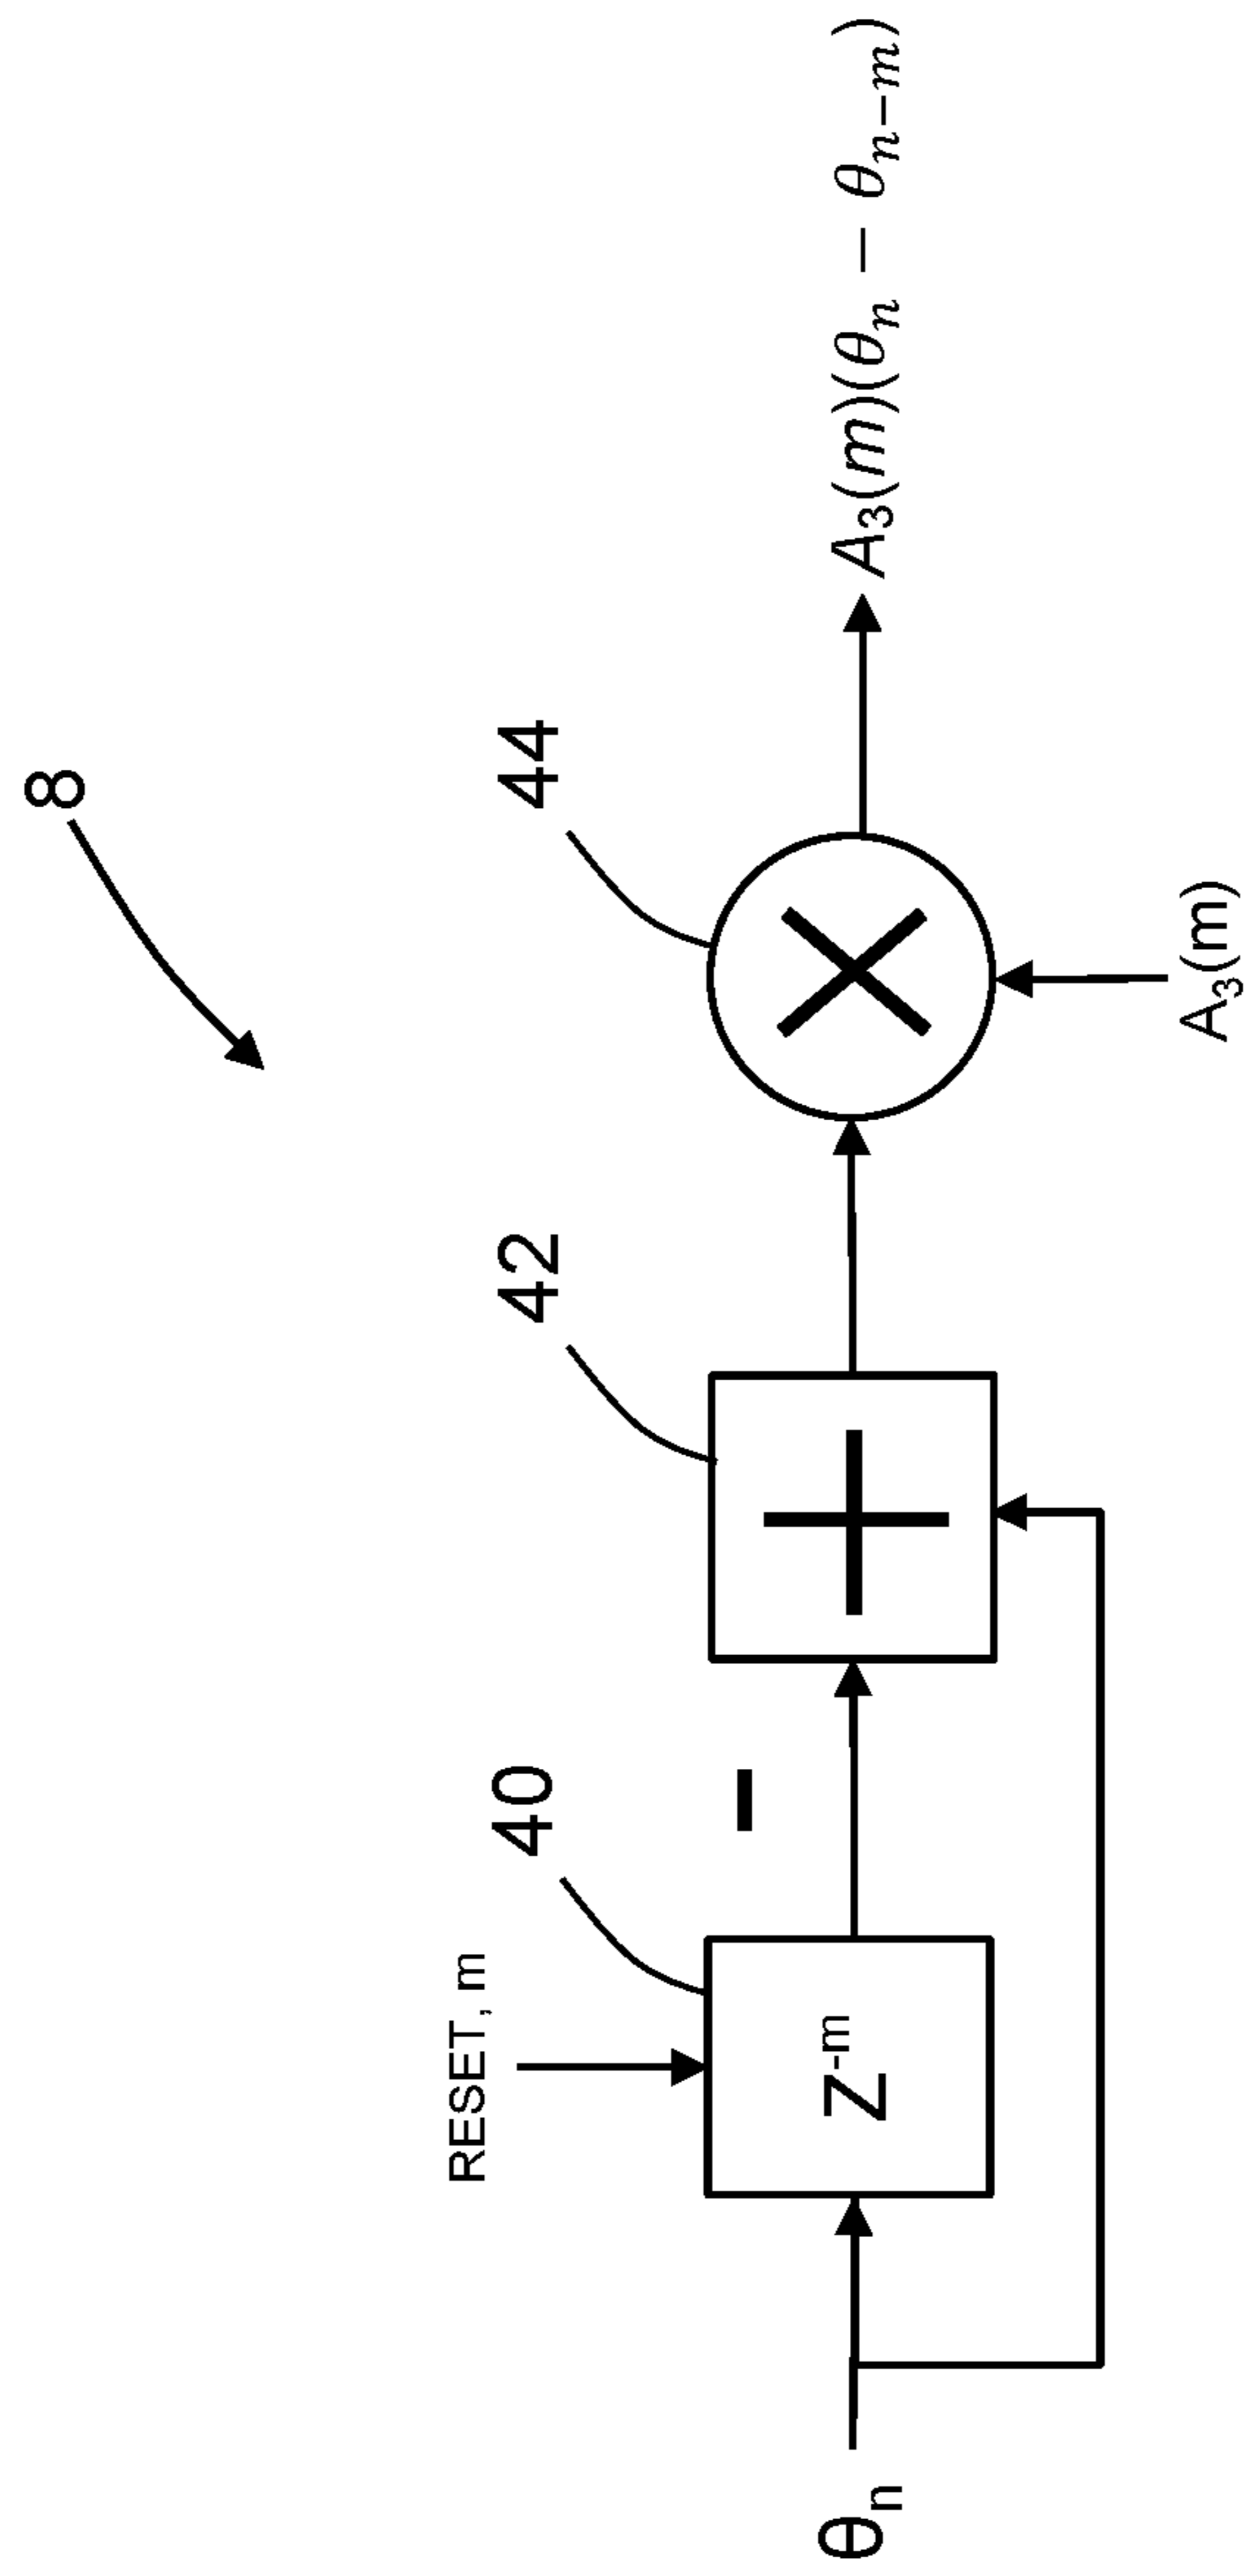 8
RESET, m
40
42
44
θn
Z-m
−
+
×
A3(m)(θn − θn−m)
A3(m)